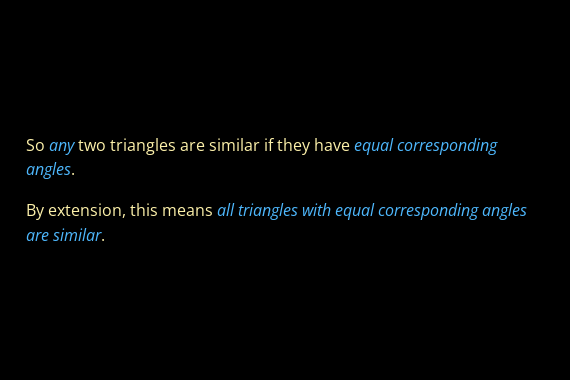 So any two triangles are similar if they have equal corresponding
angles.
By extension, this means all triangles with equal corresponding angles
are similar.